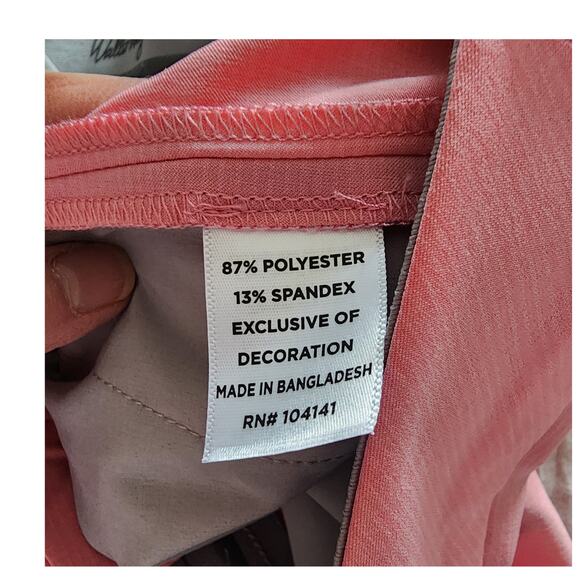 87% POLYESTER
13% SPANDEX
EXCLUSIVE OF
DECORATION
MADE IN BANGLADESH
RN# 104141